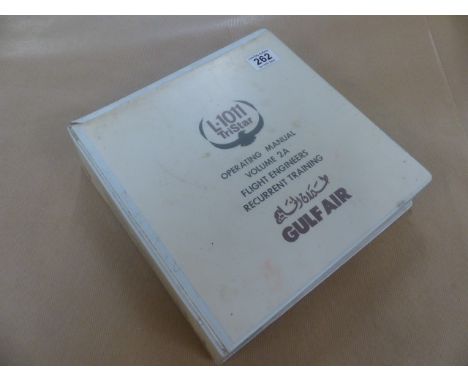 262
L-1011
TriStar
OPERATING MANUAL
VOLUME 2A
FLIGHT ENGINEERS
RECURRENT TRAINING
طيران الخليج
GULF AIR